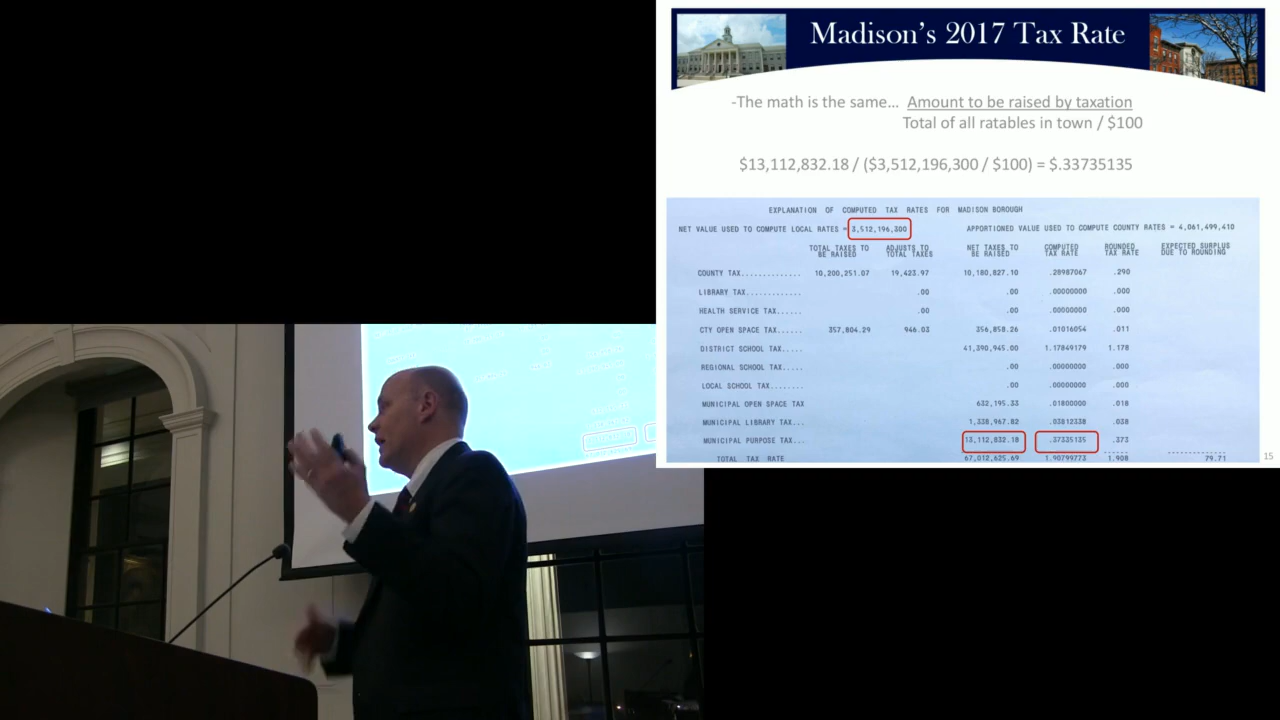 Madison's 2017 Tax Rate
-The math is the same... Amount to be raised by taxation
Total of all ratables in town / $100
$13,112,832.18 / ($3,512,196,300 / $100) = $.33735135
EXPLANATION OF COMPUTED TAX RATES FOR MADISON BOROUGH
NET VALUE USED TO COMPUTE LOCAL RATES = 3,512,196,300 APPORTIONED VALUE USED TO COMPUTE COUNTY RATES = 4,061,499,410
TOTAL TAXES TO BE RAISED ADJUSTS TO TOTAL TAXES NET TAXES TO BE RAISED COMPUTED TAX RATE ROUNDED TAX RATE EXPECTED SURPLUS DUE TO ROUNDING
COUNTY TAX............. 10,200,251.07 19,423.97 10,180,827.10 .28987067 .290
LIBRARY TAX............ .00 .00 .00000000 .000
HEALTH SERVICE TAX..... .00 .00 .00000000 .000
CTY OPEN SPACE TAX...... 357,804.29 946.03 356,858.26 .01016054 .011
DISTRICT SCHOOL TAX..... 41,390,945.00 1.17849179 1.178
REGIONAL SCHOOL TAX..... .00 .00000000 .000
LOCAL SCHOOL TAX........ .00 .00000000 .000
MUNICIPAL OPEN SPACE TAX 632,195.33 .01800000 .018
MUNICIPAL LIBRARY TAX... 1,338,967.82 .03812338 .038
MUNICIPAL PURPOSE TAX... 13,112,832.18 .37335135 .373
TOTAL TAX RATE 67,012,625.69 1.90799773 1.908 79.71
15